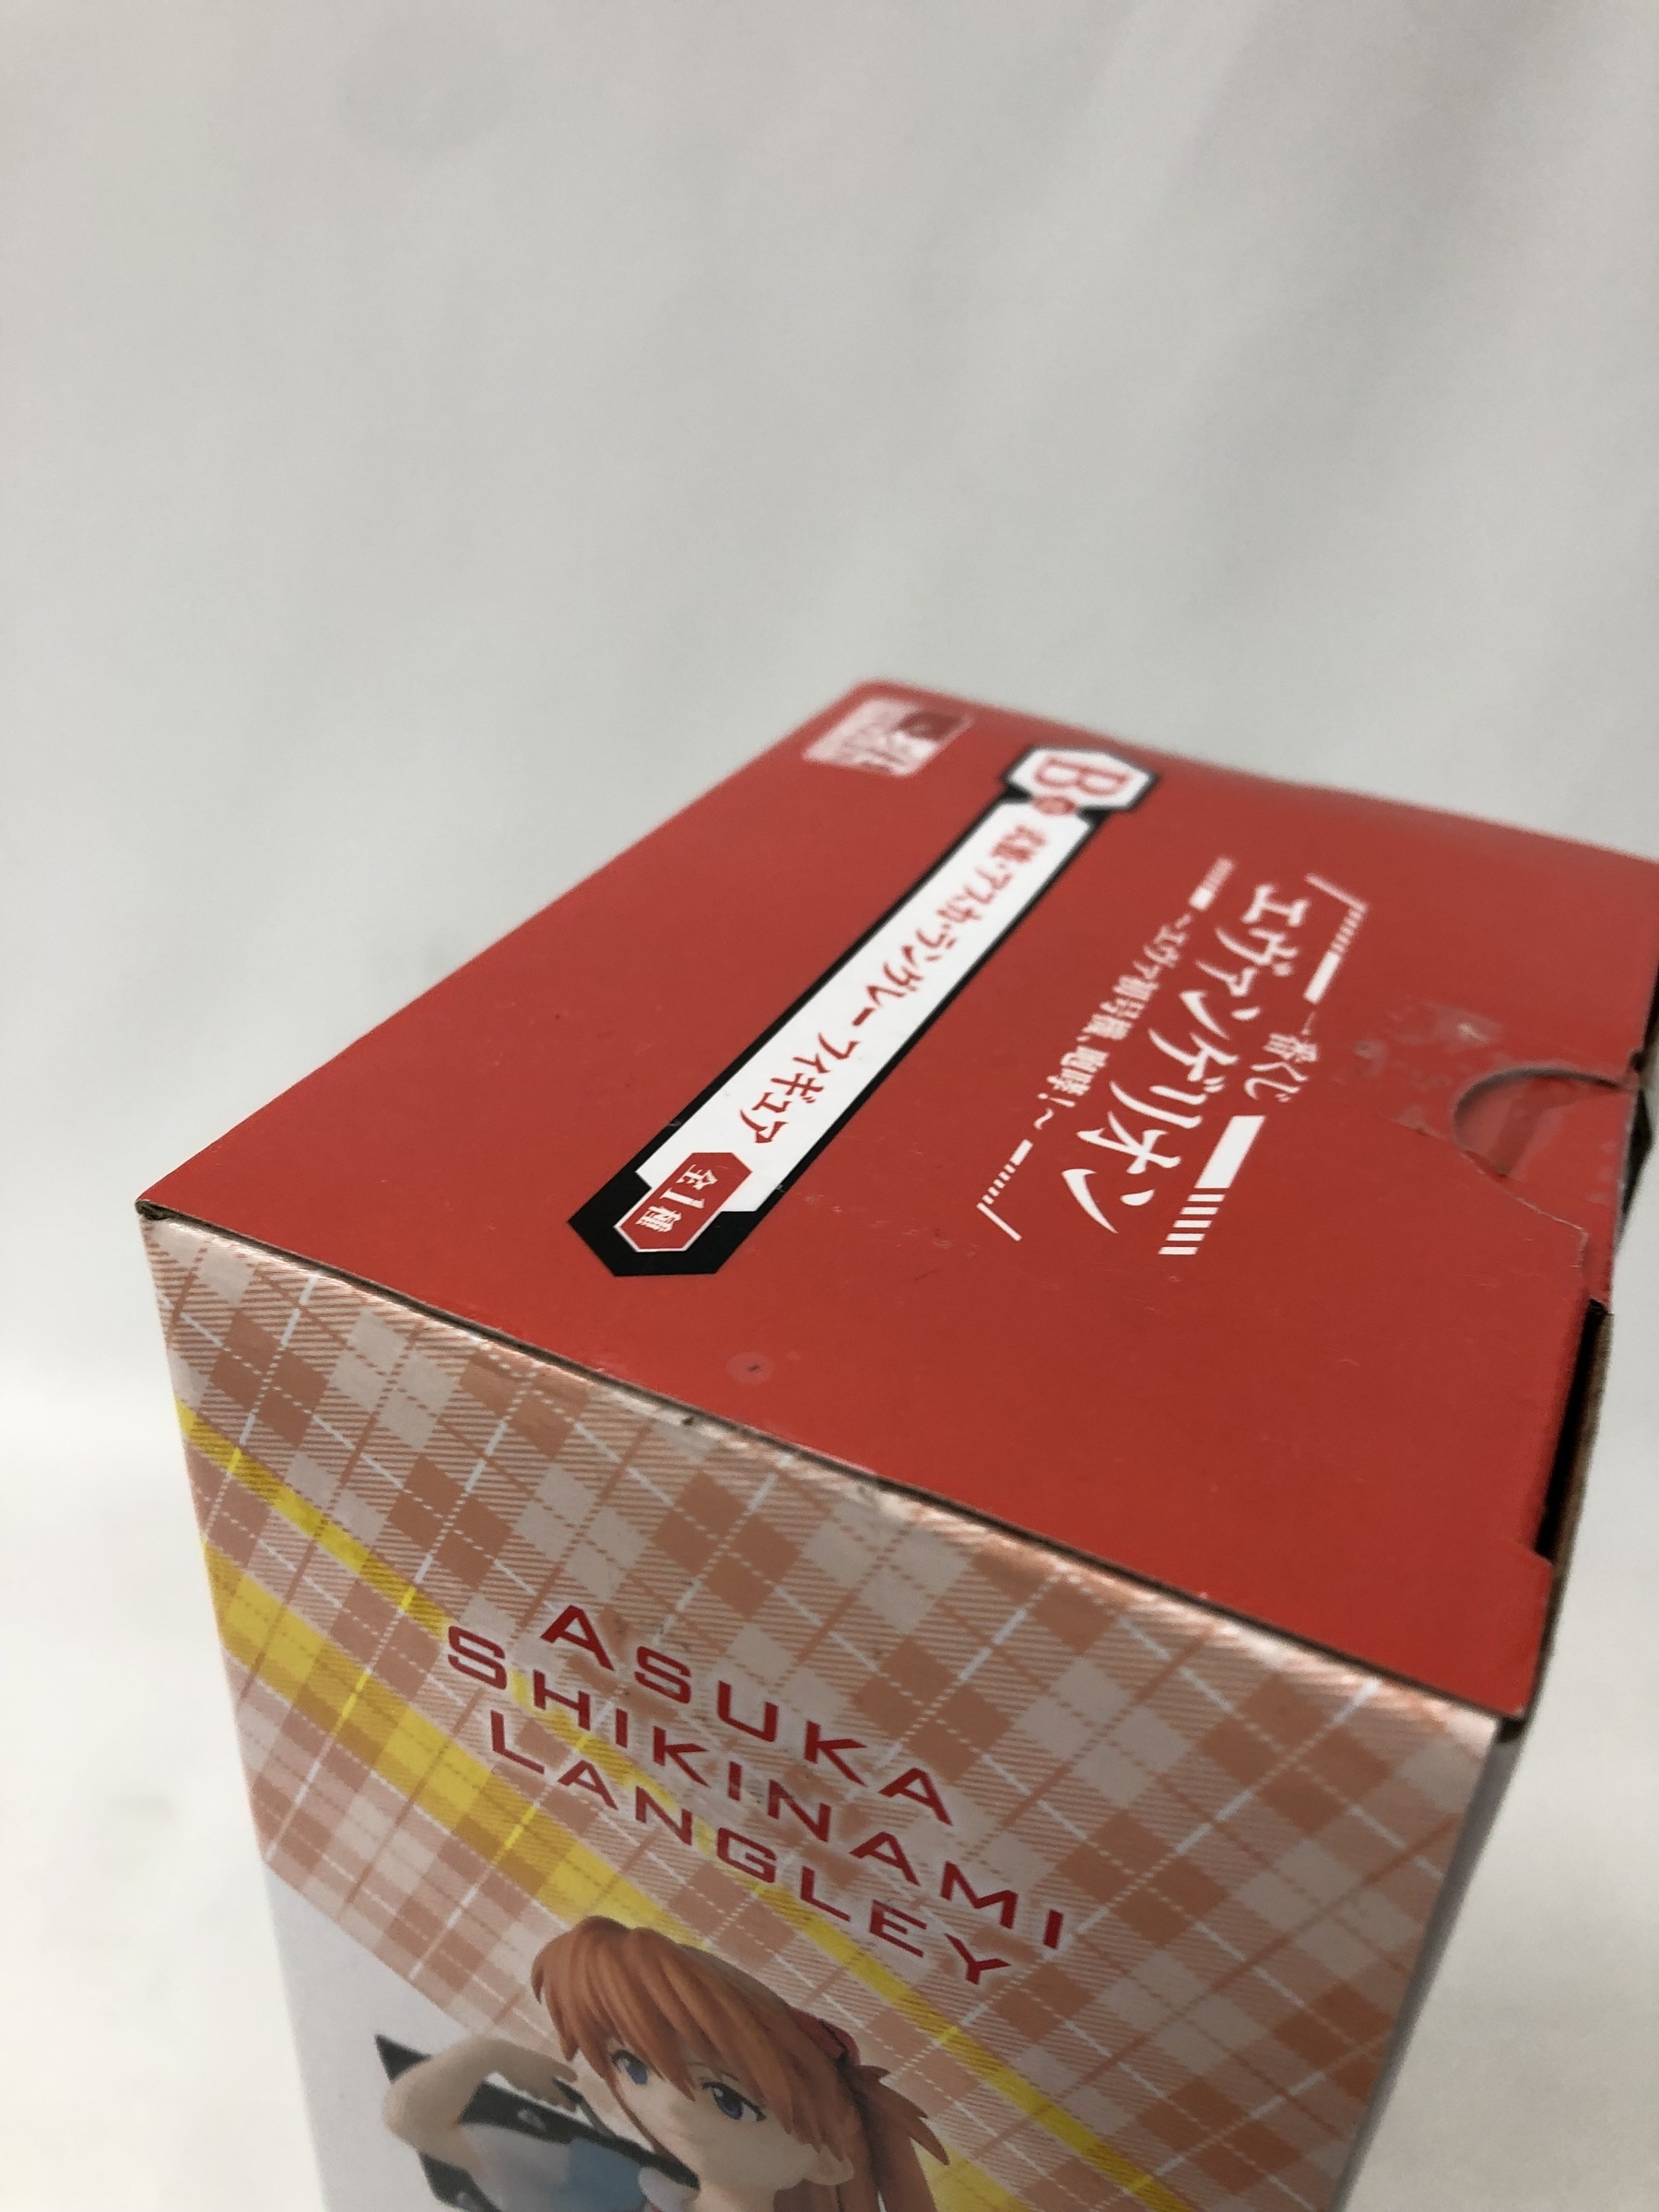 一番くじ
エヴァンゲリオン
～エヴァ初号機、咆哮！～
B賞
式波・アスカ・ラングレー フィギュア
全1種
ASUKA
SHIKINAMI
LANGLEY